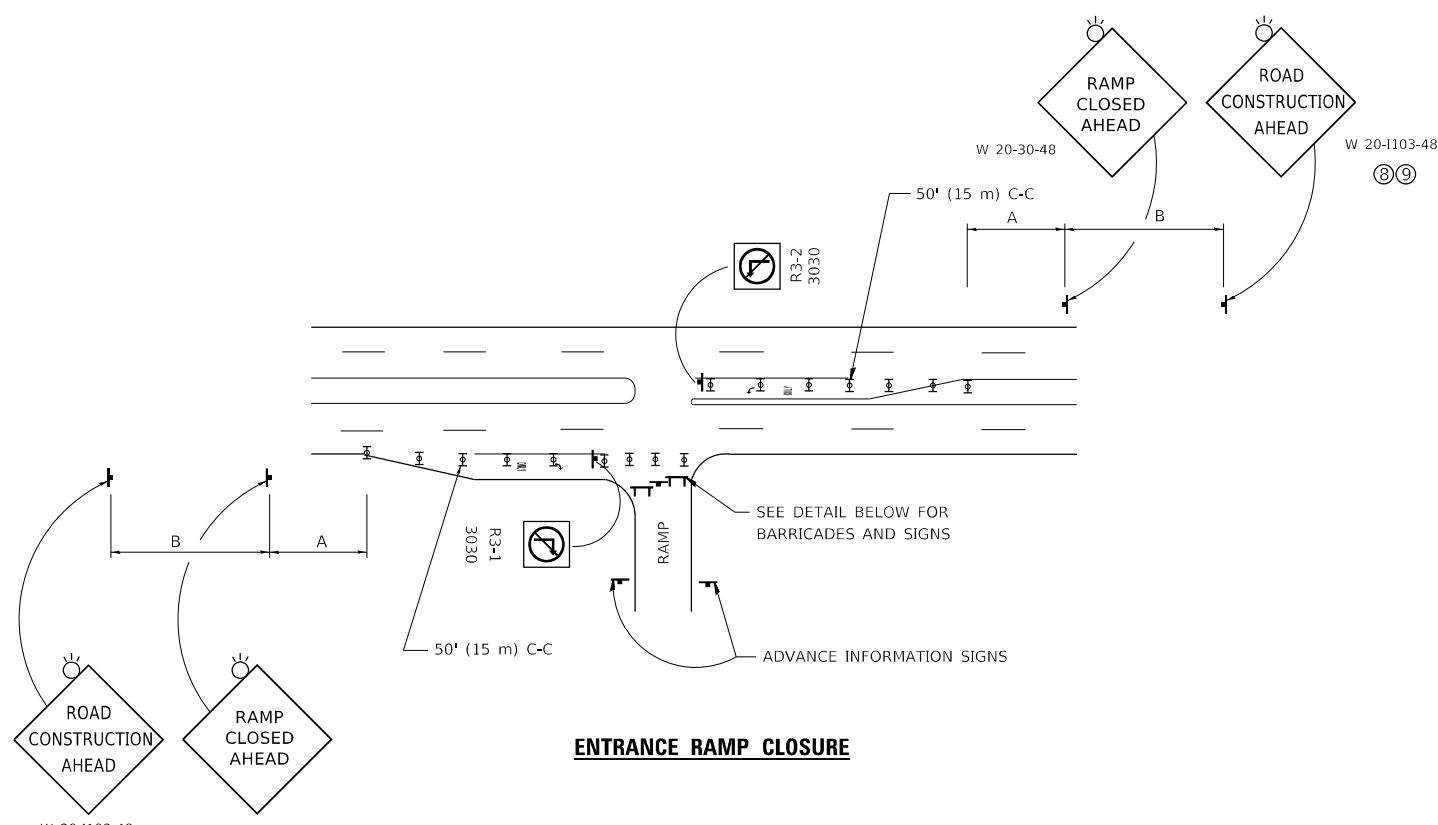 RAMP
CLOSED
AHEAD
W 20-30-48
ROAD
CONSTRUCTION
AHEAD
W 20-I103-48
⑧⑨
50' (15 m) C-C
A
B
R3-2
3030
SEE DETAIL BELOW FOR
BARRICADES AND SIGNS
B
A
R3-1
3030
RAMP
50' (15 m) C-C
ADVANCE INFORMATION SIGNS
ROAD
CONSTRUCTION
AHEAD
RAMP
CLOSED
AHEAD
ENTRANCE RAMP CLOSURE